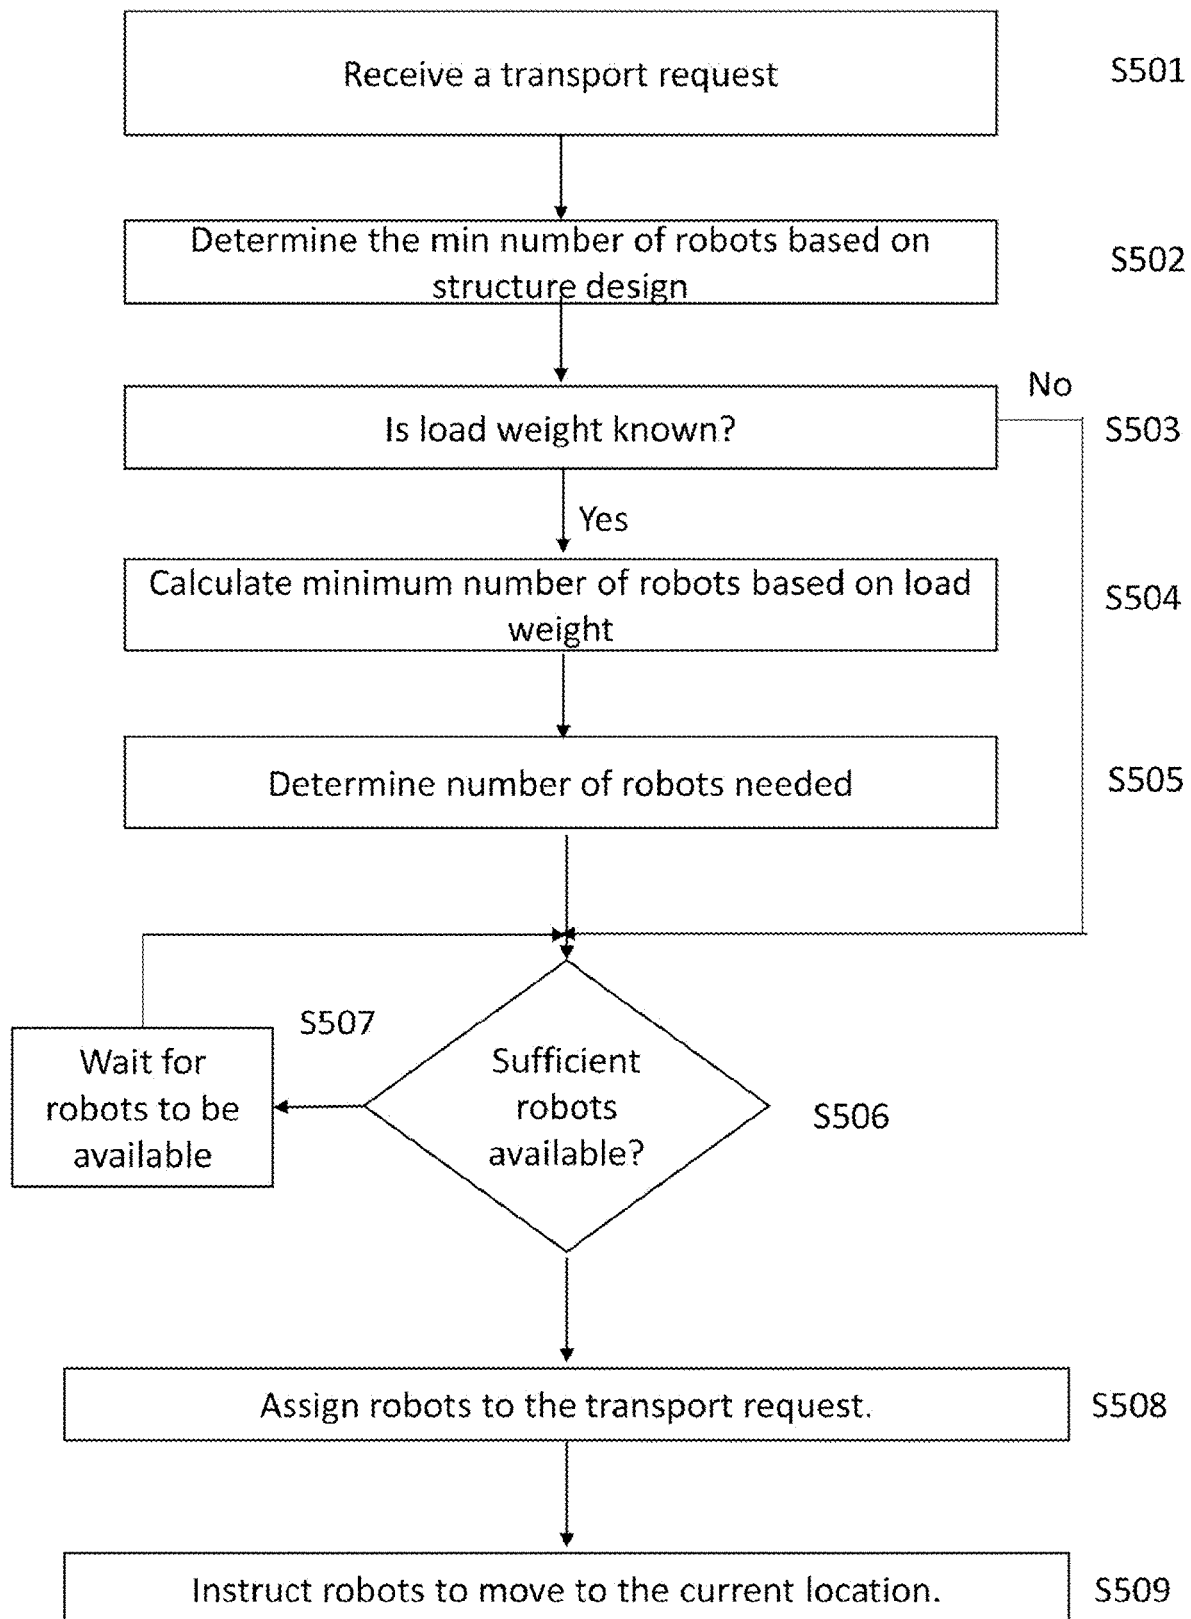 Receive a transport request
S501
Determine the min number of robots based on
structure design
S502
No
Is load weight known?
S503
Yes
Calculate minimum number of robots based on load
weight
S504
Determine number of robots needed
S505
S507
Wait for
robots to be
available
Sufficient
robots
available?
S506
Assign robots to the transport request.
S508
Instruct robots to move to the current location.
S509